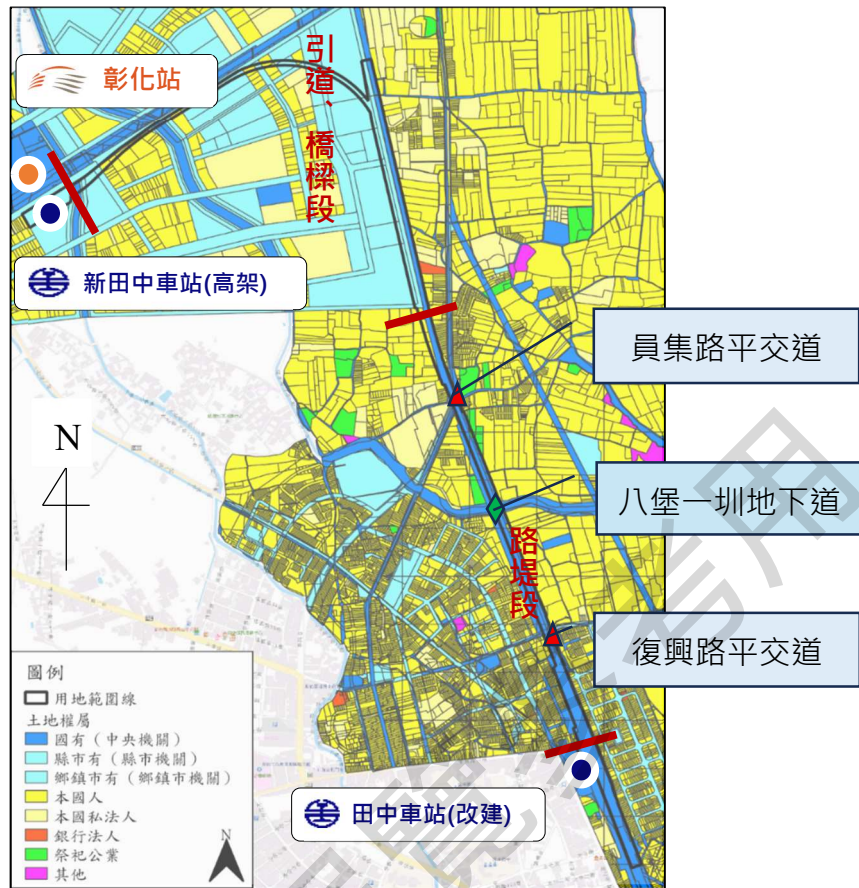 彰化站
引道、橋樑段
新田中車站(高架)
員集路平交道
N
八堡一圳地下道
路堤段
復興路平交道
圖例
用地範圍線
土地權屬
國有（中央機關）
縣市有（縣市機關）
鄉鎮市有（鄉鎮市機關）
本國人
本國私法人
銀行法人
祭祀公業
其他
N
田中車站(改建)
覽
考用